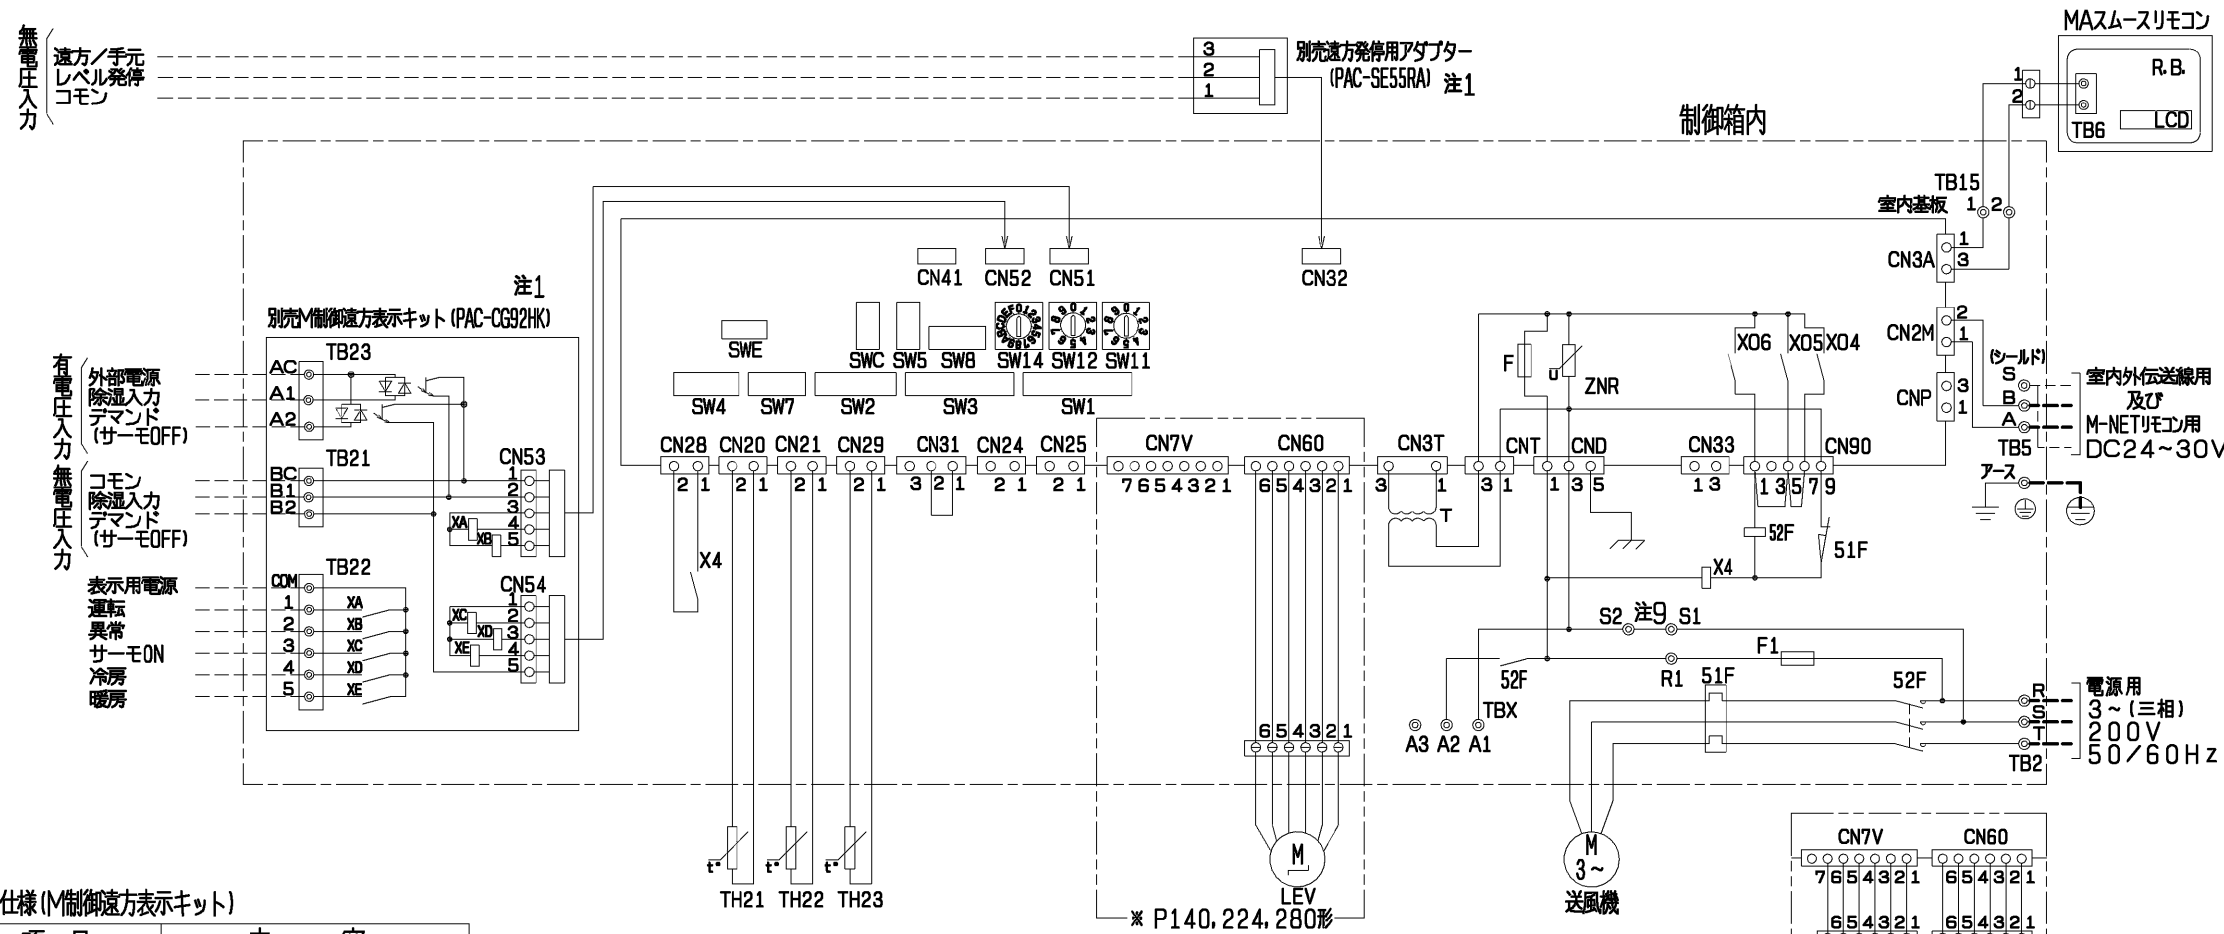 MAスムースリモコン
R.B.
LCD
TB6
1
2
無電圧入力
遠方／手元
レベル発停
コモン
3
2
1
別売遠方発停用アダプター
(PAC-SE55RA) 注1
制御箱内
TB15
室内基板 1 2
CN3A
1
3
CN2M
2
1
CNP
3
1
CN41 CN52 CN51 CN32
注1
別売M制御遠方表示キット(PAC-CG92HK)
SWE SWC SW5 SW8 SW14 SW12 SW11
SW4 SW7 SW2 SW3 SW1
有電圧入力
外部電源
除湿入力
デマンド
(サーモOFF)
TB23
AC
A1
A2
無電圧入力
コモン
除湿入力
デマンド
(サーモOFF)
TB21
BC
B1
B2
CN53
1
2
3
4
5
XA
XB
表示用電源
運転
異常
サーモON
冷房
暖房
TB22
COM
1 XA
2 XB
3 XC
4 XD
5 XE
CN54
1
2
3
4
5
XC
XD
XE
F
u
ZNR
X06 X05 X04
CN28 CN20 CN21 CN29 CN31 CN24 CN25 CN7V CN60 CN3T CNT CND CN33 CN90
2 1 2 1 2 1 2 1 3 2 1 2 1 2 1 7 6 5 4 3 2 1 6 5 4 3 2 1 3 1 3 1 1 3 5 1 3 1 3 5 7 9
X4
T
52F
51F
X4
(シールド)
S
B
A
TB5
室内外伝送線用
及び
M-NETリモコン用
DC24~30V
アース
S2 注9 S1
F1
52F
R1 51F
52F
TBX
A3 A2 A1
R
S
T
TB2
電源用
3~(三相)
200V
50/60Hz
6 5 4 3 2 1
t°
t°
t°
TH21 TH22 TH23
M
LEV
※ P140,224,280形
M
3~
送風機
CN7V CN60
7 6 5 4 3 2 1 6 5 4 3 2 1
6 5 4 3 2 1 6 5 4 3 2 1
仕様(M制御遠方表示キット)